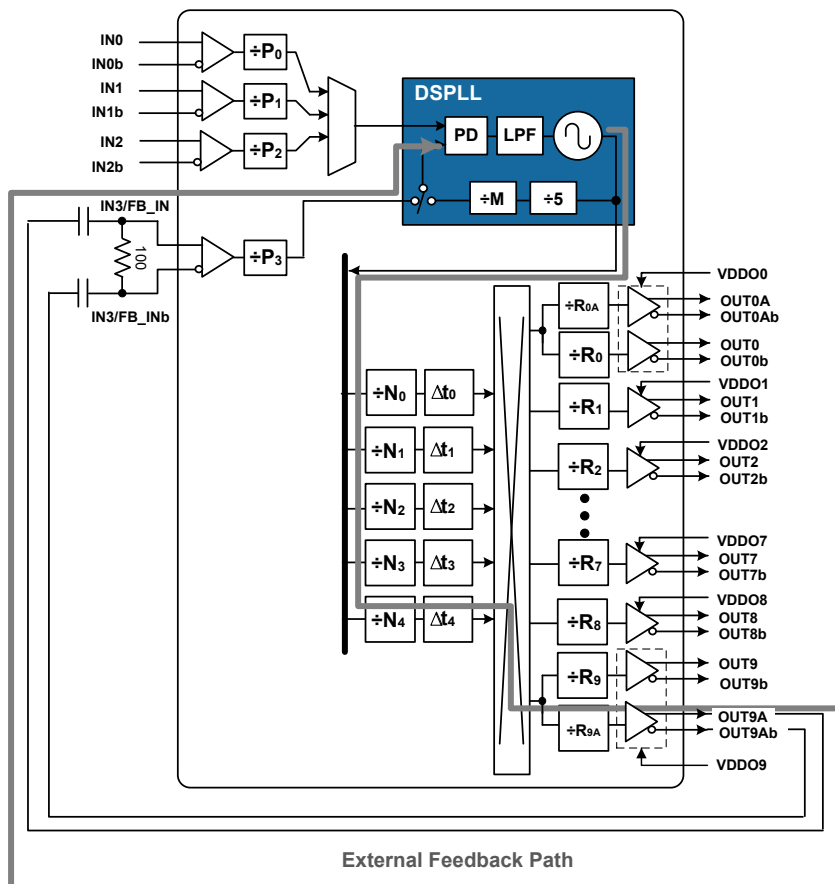 IN0
IN0b
÷P0
IN1
IN1b
÷P1
IN2
IN2b
÷P2
DSPLL
PD
LPF
÷M
÷5
IN3/FB_IN
100
÷P3
IN3/FB_INb
÷N0
Δt0
÷N1
Δt1
÷N2
Δt2
÷N3
Δt3
÷N4
Δt4
÷R0A
÷R0
÷R1
÷R2
÷R7
÷R8
÷R9
÷R9A
VDDO0
OUT0A
OUT0Ab
OUT0
OUT0b
VDDO1
OUT1
OUT1b
VDDO2
OUT2
OUT2b
VDDO7
OUT7
OUT7b
VDDO8
OUT8
OUT8b
OUT9
OUT9b
OUT9A
OUT9Ab
VDDO9
External Feedback Path